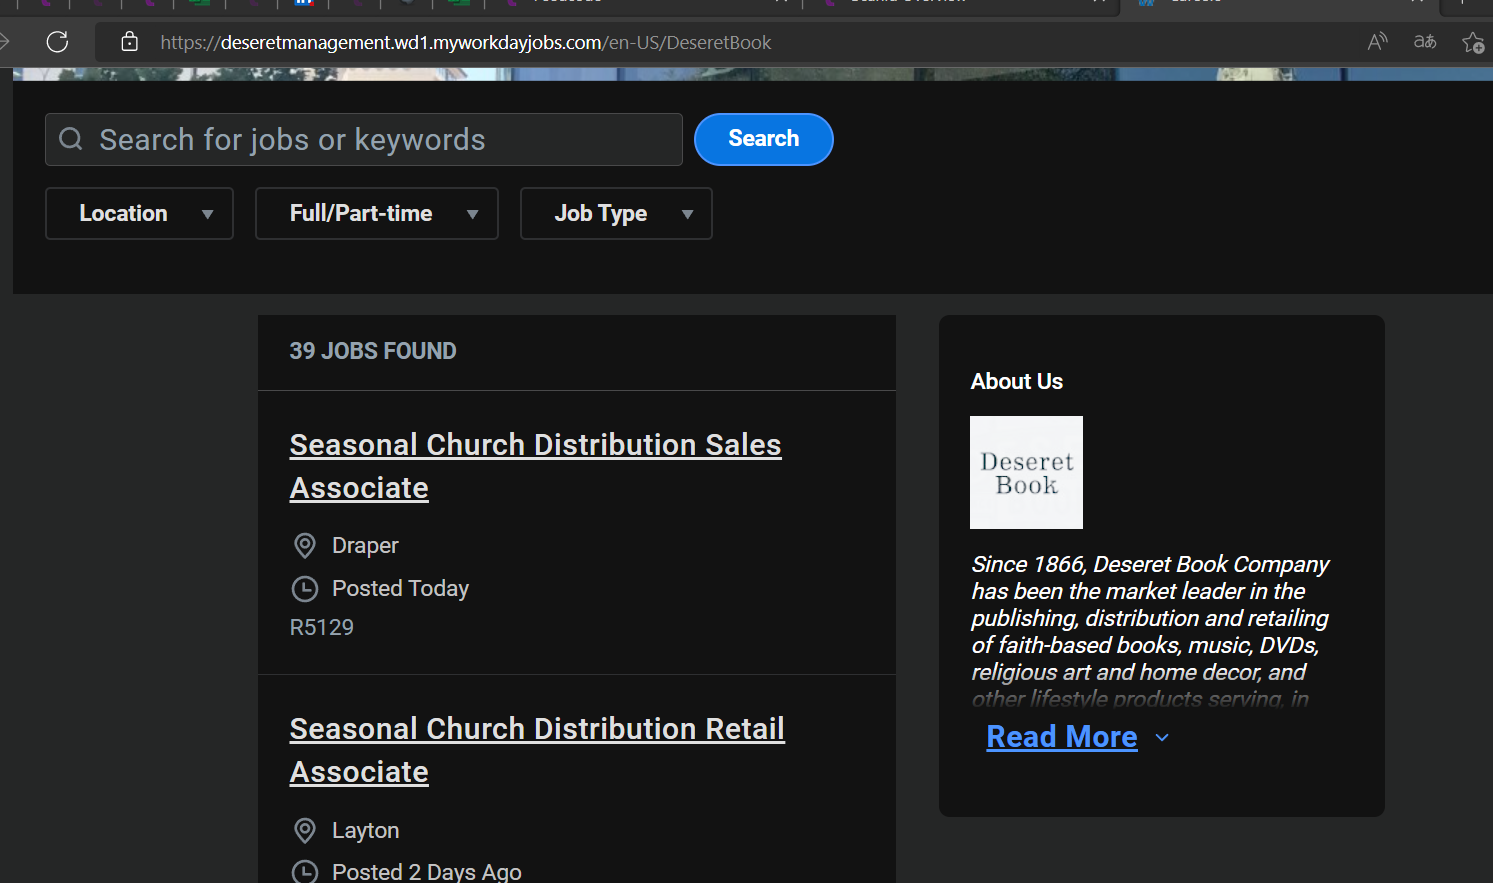 https://deseretmanagement.wd1.myworkdayjobs.com/en-US/DeseretBook
Search for jobs or keywords
Search
Location
Full/Part-time
Job Type
39 JOBS FOUND
Seasonal Church Distribution Sales
Associate
Draper
Posted Today
R5129
Seasonal Church Distribution Retail
Associate
Layton
Posted 2 Days Ago
About Us
Deseret
Book
Since 1866, Deseret Book Company
has been the market leader in the
publishing, distribution and retailing
of faith-based books, music, DVDs,
religious art and home decor, and
other lifestyle products serving, in
Read More